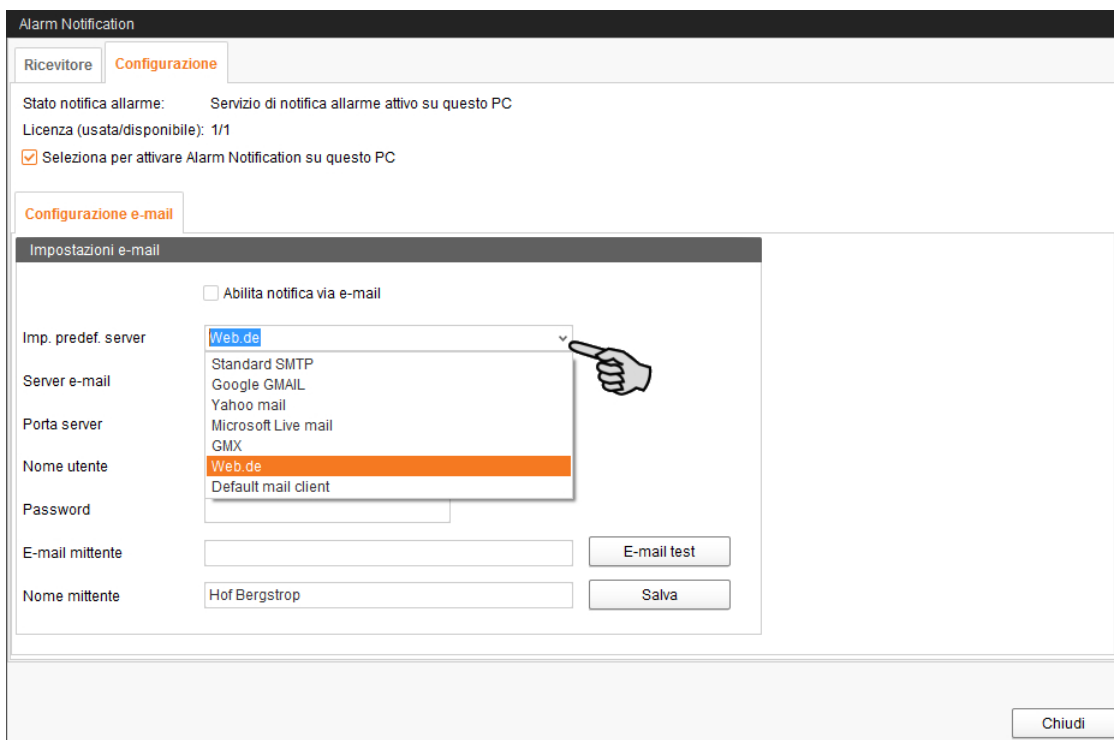 Alarm Notification
Ricevitore Configurazione
Stato notifica allarme: Servizio di notifica allarme attivo su questo PC
Licenza (usata/disponibile): 1/1
Seleziona per attivare Alarm Notification su questo PC
Configurazione e-mail
Impostazioni e-mail
Abilita notifica via e-mail
Imp. predef. server Web.de
Standard SMTP
Server e-mail Google GMAIL
Yahoo mail
Porta server Microsoft Live mail
GMX
Nome utente Web.de
Default mail client
Password
E-mail mittente E-mail test
Nome mittente Hof Bergstrop Salva
Chiudi